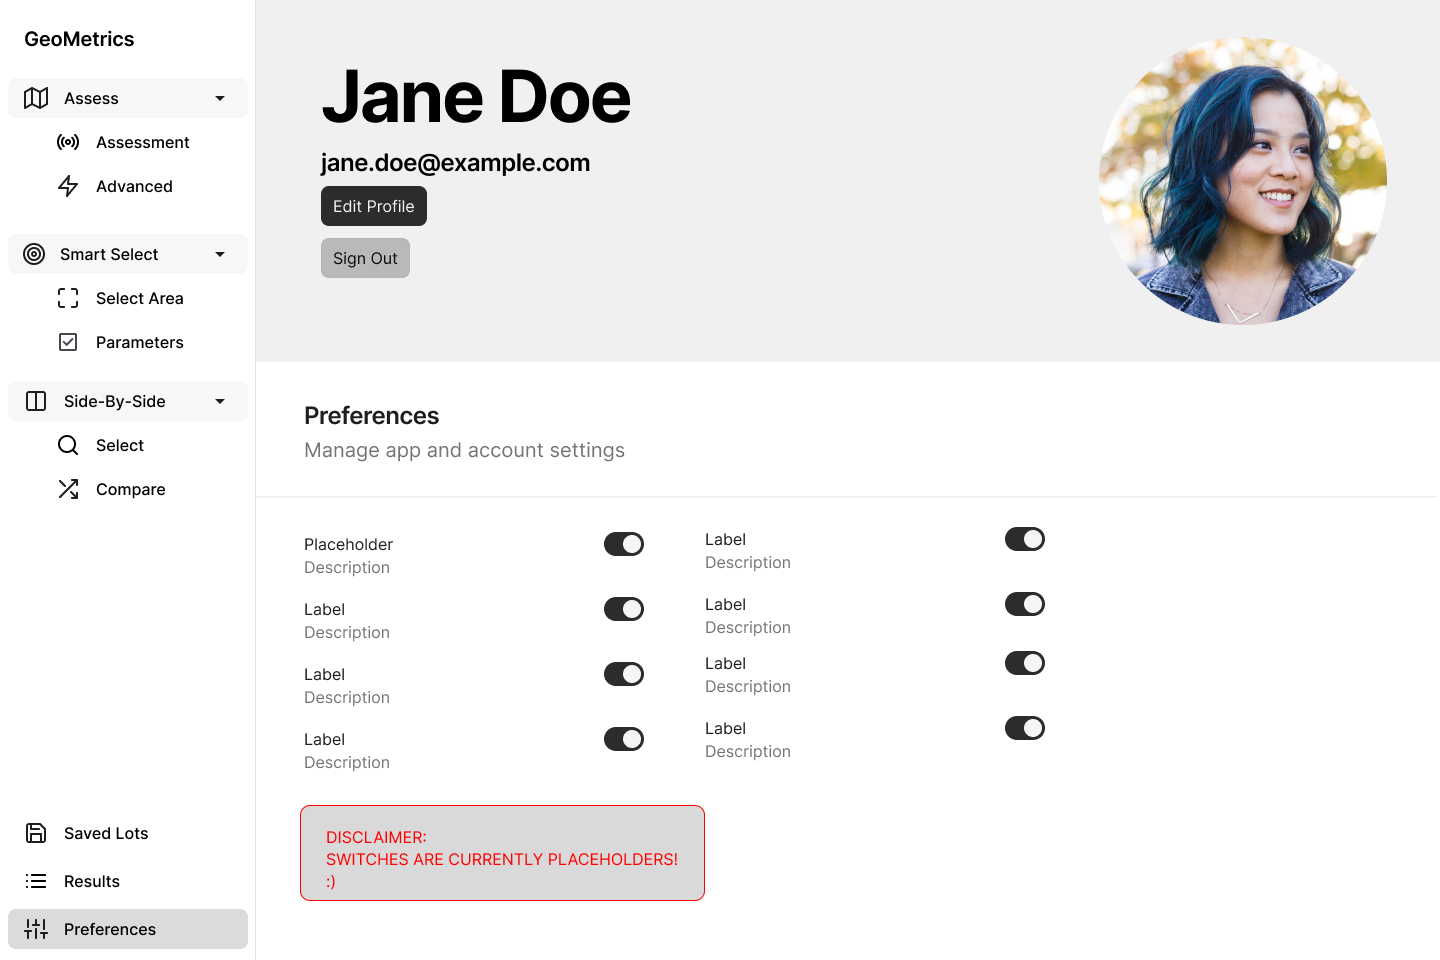 GeoMetrics
Assess
Assessment
Advanced
Smart Select
Select Area
Parameters
Side-By-Side
Select
Compare
Saved Lots
Results
Preferences
Jane Doe
jane.doe@example.com
Edit Profile
Sign Out
Preferences
Manage app and account settings
Placeholder
Description
Label
Description
Label
Description
Label
Description
Label
Description
Label
Description
Label
Description
Label
Description
DISCLAIMER:
SWITCHES ARE CURRENTLY PLACEHOLDERS!
:)